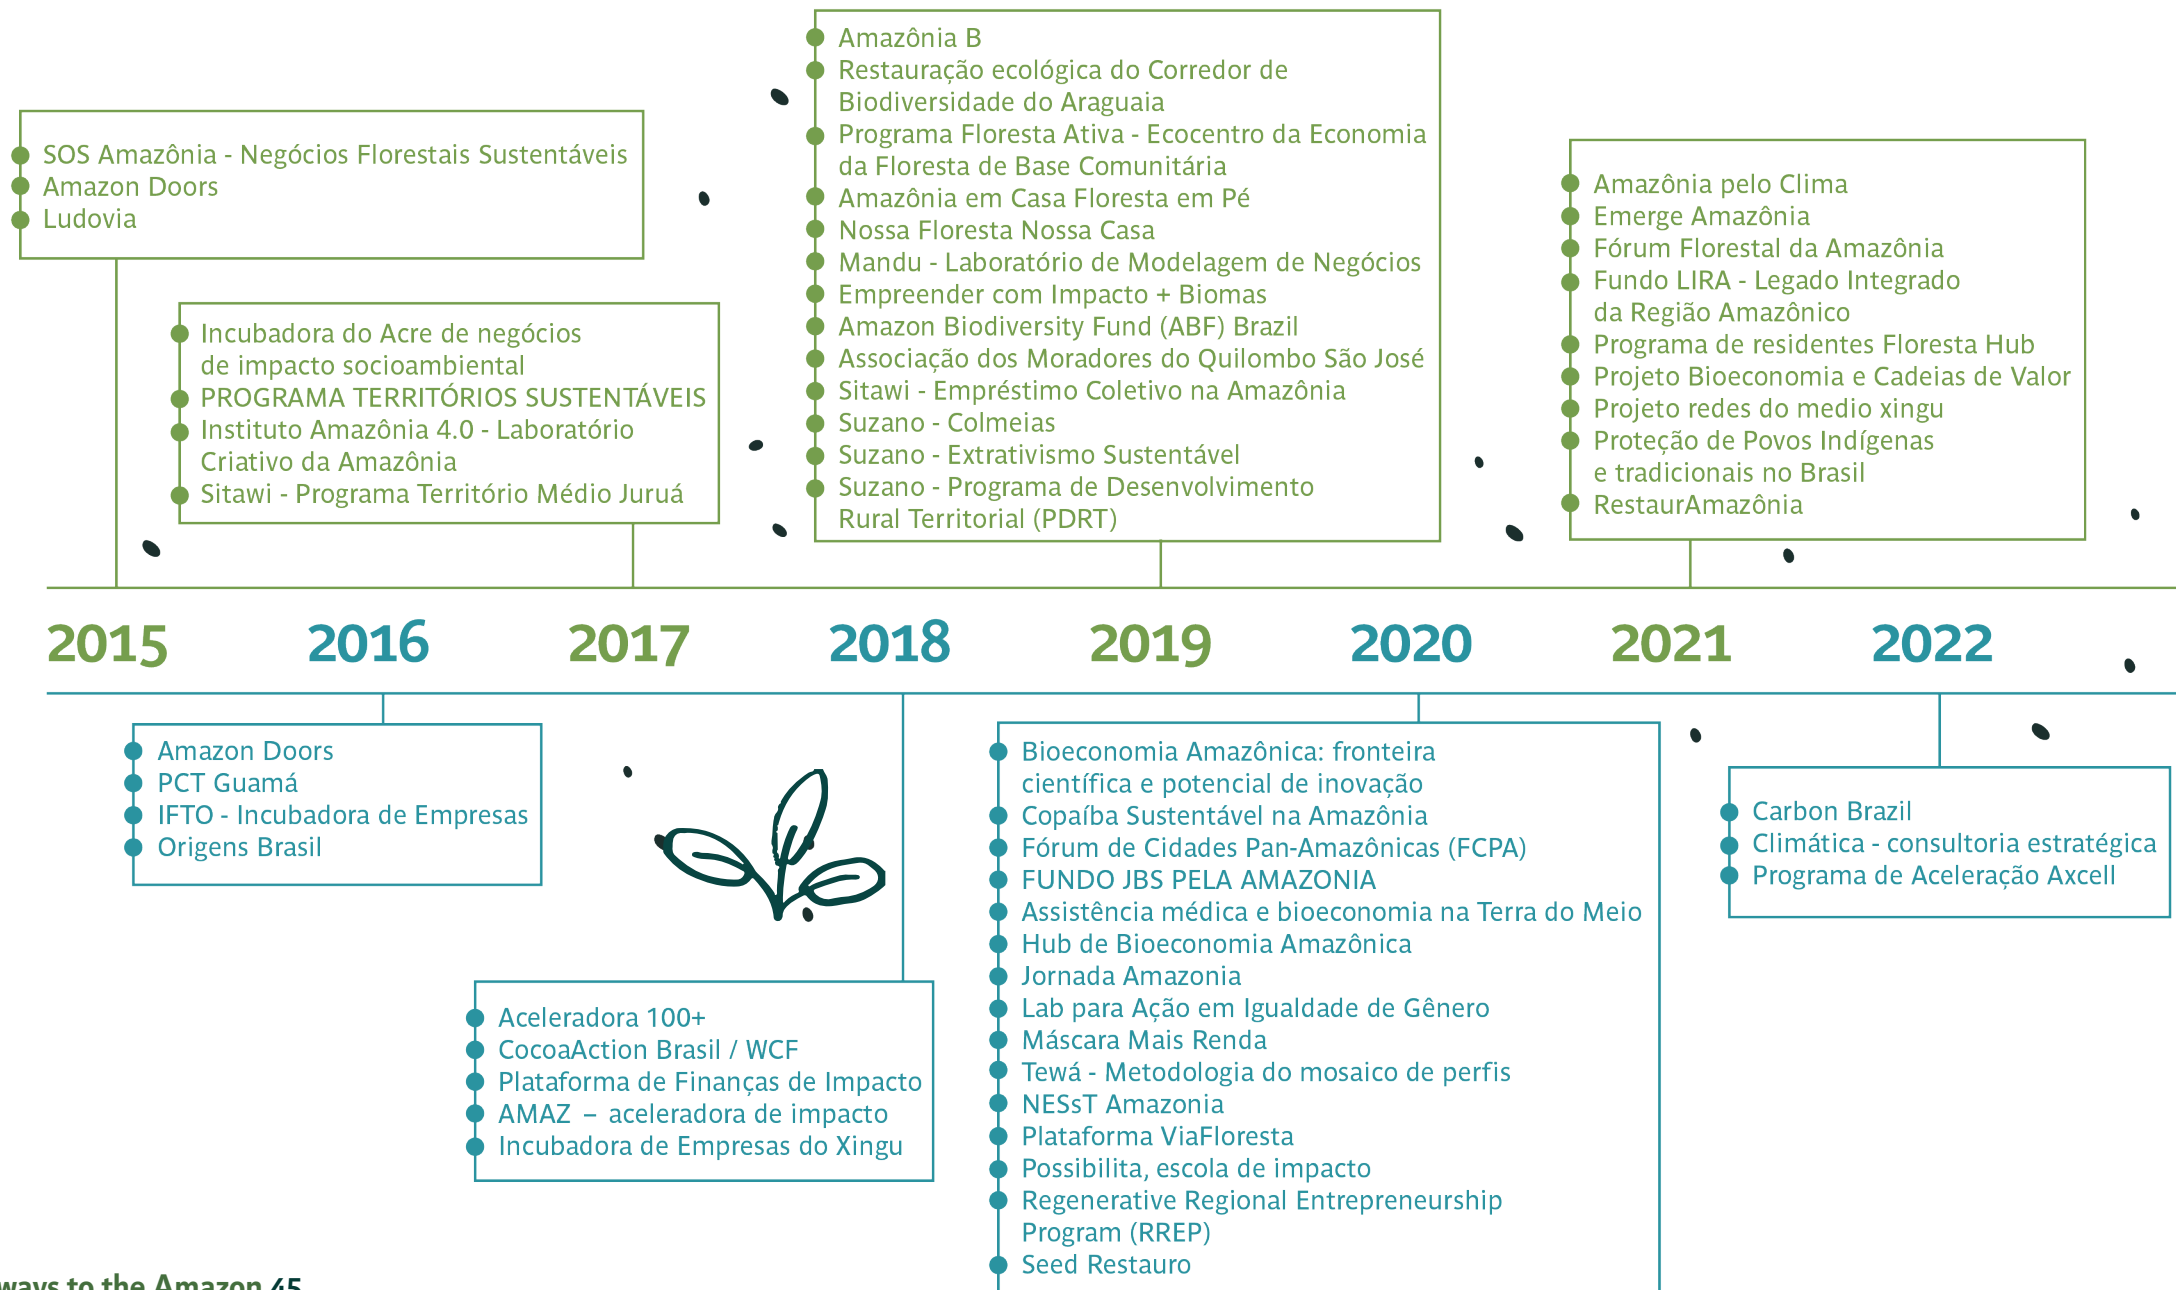 SOS Amazônia - Negócios Florestais Sustentáveis
Amazon Doors
Ludovia
Incubadora do Acre de negócios
de impacto socioambiental
PROGRAMA TERRITÓRIOS SUSTENTÁVEIS
Instituto Amazônia 4.0 - Laboratório
Criativo da Amazônia
Sitawi - Programa Território Médio Juruá
Amazônia B
Restauração ecológica do Corredor de
Biodiversidade do Araguaia
Programa Floresta Ativa - Ecocentro da Economia
da Floresta de Base Comunitária
Amazônia em Casa Floresta em Pé
Nossa Floresta Nossa Casa
Mandu - Laboratório de Modelagem de Negócios
Empreender com Impacto + Biomas
Amazon Biodiversity Fund (ABF) Brazil
Associação dos Moradores do Quilombo São José
Sitawi - Empréstimo Coletivo na Amazônia
Suzano - Colmeias
Suzano - Extrativismo Sustentável
Suzano - Programa de Desenvolvimento
Rural Territorial (PDRT)
Amazônia pelo Clima
Emerge Amazônia
Fórum Florestal da Amazônia
Fundo LIRA - Legado Integrado
da Região Amazônico
Programa de residentes Floresta Hub
Projeto Bioeconomia e Cadeias de Valor
Projeto redes do medio xingu
Proteção de Povos Indígenas
e tradicionais no Brasil
RestaurAmazônia
2015 2016 2017 2018 2019 2020 2021 2022
Amazon Doors
PCT Guamá
IFTO - Incubadora de Empresas
Origens Brasil
Aceleradora 100+
CocoaAction Brasil / WCF
Plataforma de Finanças de Impacto
AMAZ – aceleradora de impacto
Incubadora de Empresas do Xingu
Bioeconomia Amazônica: fronteira
científica e potencial de inovação
Copaíba Sustentável na Amazônia
Fórum de Cidades Pan-Amazônicas (FCPA)
FUNDO JBS PELA AMAZONIA
Assistência médica e bioeconomia na Terra do Meio
Hub de Bioeconomia Amazônica
Jornada Amazonia
Lab para Ação em Igualdade de Gênero
Máscara Mais Renda
Tewá - Metodologia do mosaico de perfis
NESsT Amazonia
Plataforma ViaFloresta
Possibilita, escola de impacto
Regenerative Regional Entrepreneurship
Program (RREP)
Seed Restauro
Carbon Brazil
Climática - consultoria estratégica
Programa de Aceleração Axcell
ways to the Amazon 45